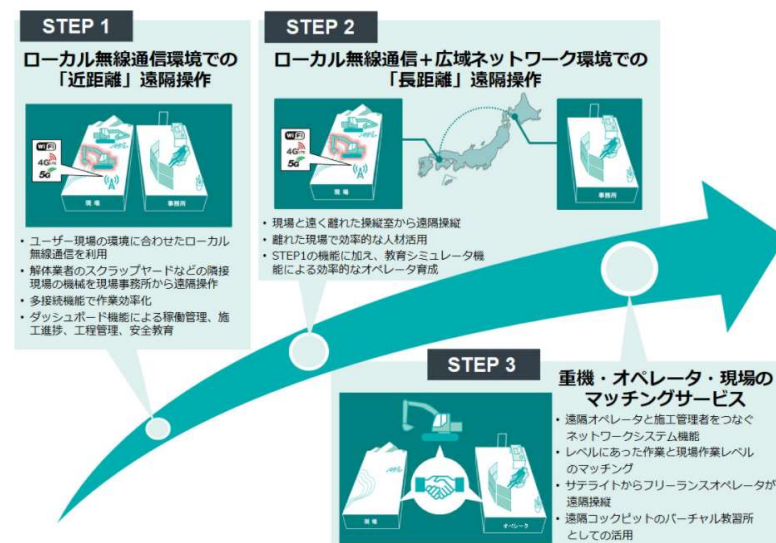 STEP 1
ローカル無線通信環境での
「近距離」遠隔操作
WiFi
4G LTE
5G
現場
事務所
・ユーザー現場の環境に合わせたローカル
無線通信を利用
・解体業者のスクラップヤードなどの隣接
現場の機械を現場事務所から遠隔操作
・多接続機能で作業効率化
・ダッシュボード機能による稼働管理、施
工進捗、工程管理、安全教育
STEP 2
ローカル無線通信＋広域ネットワーク環境での
「長距離」遠隔操作
WiFi
4G LTE
5G
現場
事務所
・現場と遠く離れた操縦室から遠隔操縦
・離れた現場で効率的な人材活用
・STEP1の機能に加え、教育シミュレータ機
能による効率的なオペレータ育成
STEP 3
重機・オペレータ・現場の
マッチングサービス
現場
オペレータ
・遠隔オペレータと施工管理者をつなぐ
ネットワークシステム機能
・レベルにあった作業と現場作業レベル
のマッチング
・サテライトからフリーランスオペレータが
遠隔操縦
・遠隔コックピットのバーチャル教習所
としての活用